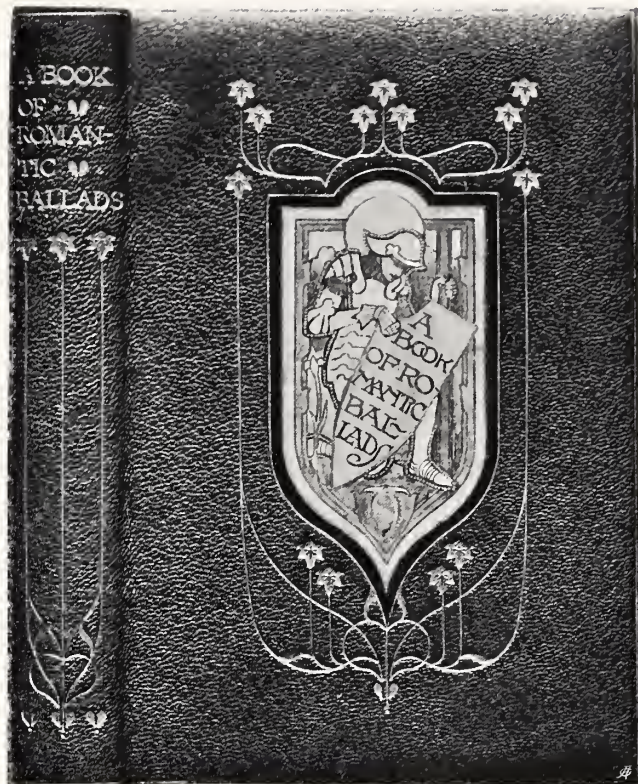 A BOOK
OF
ROMAN-
TIC
BALLADS
A
BOOK
OF RO-
MANTIC
BAL-
LADS